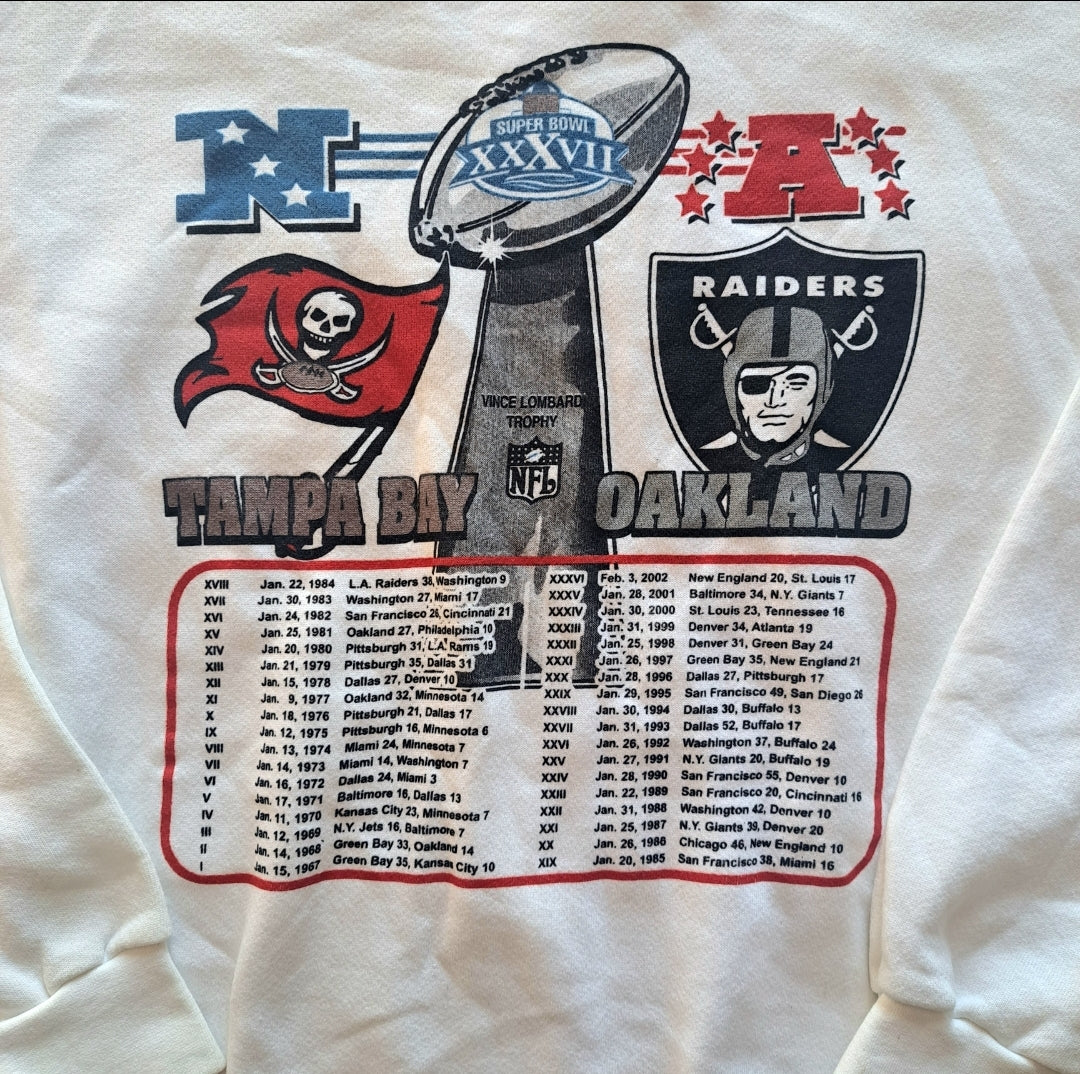 N
A
SUPER BOWL
XXXVII
RAIDERS
VINCE LOMBARDI
TROPHY
NFL
TAMPA BAY
OAKLAND
XVIII Jan. 22, 1984 L.A. Raiders 38, Washington 9
XVII Jan. 30, 1983 Washington 27, Miami 17
XVI Jan. 24, 1982 San Francisco 26, Cincinnati 21
XV Jan. 25, 1981 Oakland 27, Philadelphia 10
XIV Jan. 20, 1980 Pittsburgh 31, L.A. Rams 19
XIII Jan. 21, 1979 Pittsburgh 35, Dallas 31
XII Jan. 15, 1978 Dallas 27, Denver 10
XI Jan. 9, 1977 Oakland 32, Minnesota 14
X Jan. 18, 1976 Pittsburgh 21, Dallas 17
IX Jan. 12, 1975 Pittsburgh 16, Minnesota 6
VIII Jan. 13, 1974 Miami 24, Minnesota 7
VII Jan. 14, 1973 Miami 14, Washington 7
VI Jan. 16, 1972 Dallas 24, Miami 3
V Jan. 17, 1971 Baltimore 16, Dallas 13
IV Jan. 11, 1970 Kansas City 23, Minnesota 7
III Jan. 12, 1969 N.Y. Jets 16, Baltimore 7
II Jan. 14, 1968 Green Bay 33, Oakland 14
I Jan. 15, 1967 Green Bay 35, Kansas City 10
XXXVI Feb. 3, 2002 New England 20, St. Louis 17
XXXV Jan. 28, 2001 Baltimore 34, N.Y. Giants 7
XXXIV Jan. 30, 2000 St. Louis 23, Tennessee 16
XXXIII Jan. 31, 1999 Denver 34, Atlanta 19
XXXII Jan. 25, 1998 Denver 31, Green Bay 24
XXXI Jan. 26, 1997 Green Bay 35, New England 21
XXX Jan. 28, 1996 Dallas 27, Pittsburgh 17
XXIX Jan. 29, 1995 San Francisco 49, San Diego 26
XXVIII Jan. 30, 1994 Dallas 30, Buffalo 13
XXVII Jan. 31, 1993 Dallas 52, Buffalo 17
XXVI Jan. 26, 1992 Washington 37, Buffalo 24
XXV Jan. 27, 1991 N.Y. Giants 20, Buffalo 19
XXIV Jan. 28, 1990 San Francisco 55, Denver 10
XXIII Jan. 22, 1989 San Francisco 20, Cincinnati 16
XXII Jan. 31, 1988 Washington 42, Denver 10
XXI Jan. 25, 1987 N.Y. Giants 39, Denver 20
XX Jan. 26, 1986 Chicago 46, New England 10
XIX Jan. 20, 1985 San Francisco 38, Miami 16